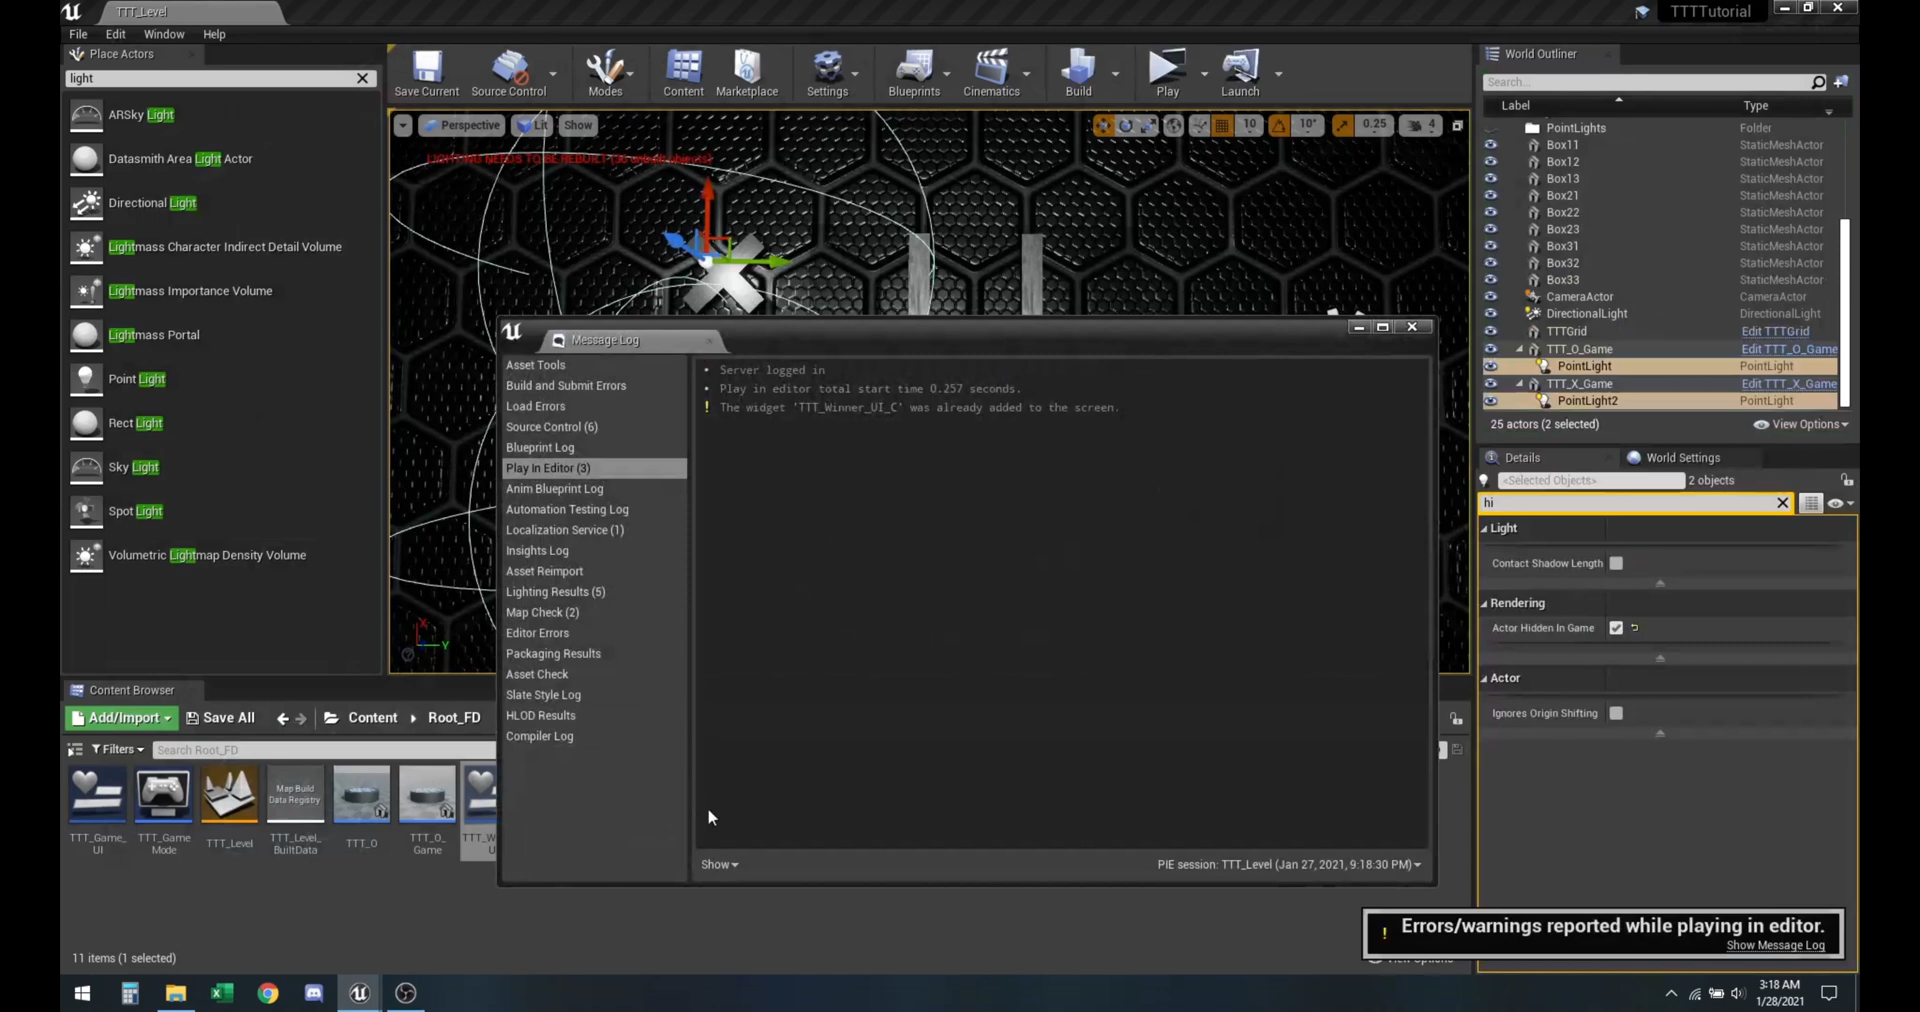 TTT_Level
TTTTutorial
File Edit Window Help
Place Actors
light
ARSky Light
Datasmith Area Light Actor
Directional Light
Lightmass Character Indirect Detail Volume
Lightmass Importance Volume
Lightmass Portal
Point Light
Rect Light
Sky Light
Spot Light
Volumetric Lightmap Density Volume
Save Current Source Control Modes Content Marketplace Settings Blueprints Cinematics Build Play Launch
Perspective Lit Show 10 10° 0.25 4
World Outliner
Search...
Label Type
PointLights Folder
Box11 StaticMeshActor
Box12 StaticMeshActor
Box13 StaticMeshActor
Box21 StaticMeshActor
Box22 StaticMeshActor
Box23 StaticMeshActor
Box31 StaticMeshActor
Box32 StaticMeshActor
Box33 StaticMeshActor
CameraActor CameraActor
DirectionalLight DirectionalLight
TTTGrid Edit TTTGrid
TTT_O_Game Edit TTT_O_Game
PointLight PointLight
TTT_X_Game Edit TTT_X_Game
PointLight2 PointLight
25 actors (2 selected) View Options
Details World Settings
<Selected Objects> 2 objects
hi
Light
Contact Shadow Length
Rendering
Actor Hidden In Game
Actor
Ignores Origin Shifting
Message Log
Asset Tools
Build and Submit Errors
Load Errors
Source Control (6)
Blueprint Log
Play In Editor (3)
Anim Blueprint Log
Automation Testing Log
Localization Service (1)
Insights Log
Asset Reimport
Lighting Results (5)
Map Check (2)
Editor Errors
Packaging Results
Asset Check
Slate Style Log
HLOD Results
Compiler Log
Server logged in
Play in editor total start time 0.257 seconds.
The widget 'TTT_Winner_UI_C' was already added to the screen.
Show PIE session: TTT_Level (Jan 27, 2021, 9:18:30 PM)
X
Y
Content Browser
Add/Import Save All Content Root_FD
Filters Search Root_FD
TTT_Game_
UI
TTT_Game
Mode
TTT_Level
Map Build
Data Registry
TTT_Level_
BuiltData
TTT_O
TTT_O_
Game
11 items (1 selected)
Errors/warnings reported while playing in editor.
Show Message Log
3:18 AM
1/28/2021